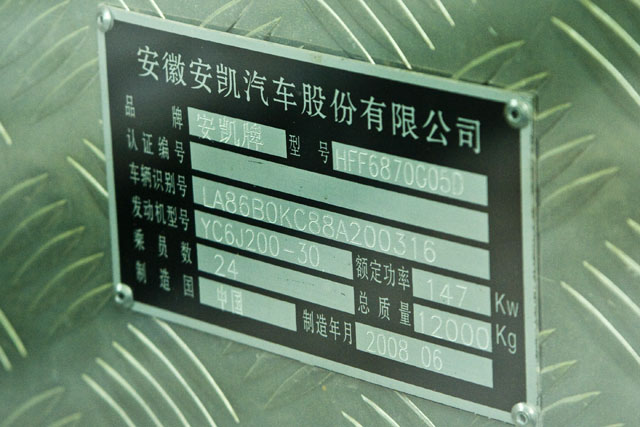 安徽安凯汽车股份有限公司
品牌 安凯牌 型号 HFF6870G05D
认证编号
车辆识别号 LA86B0KC88A200316
发动机型号 YC6J200-30 额定功率 147 Kw
乘员数 24 总质量 12000 Kg
制造国 中国 制造年月 2008 06